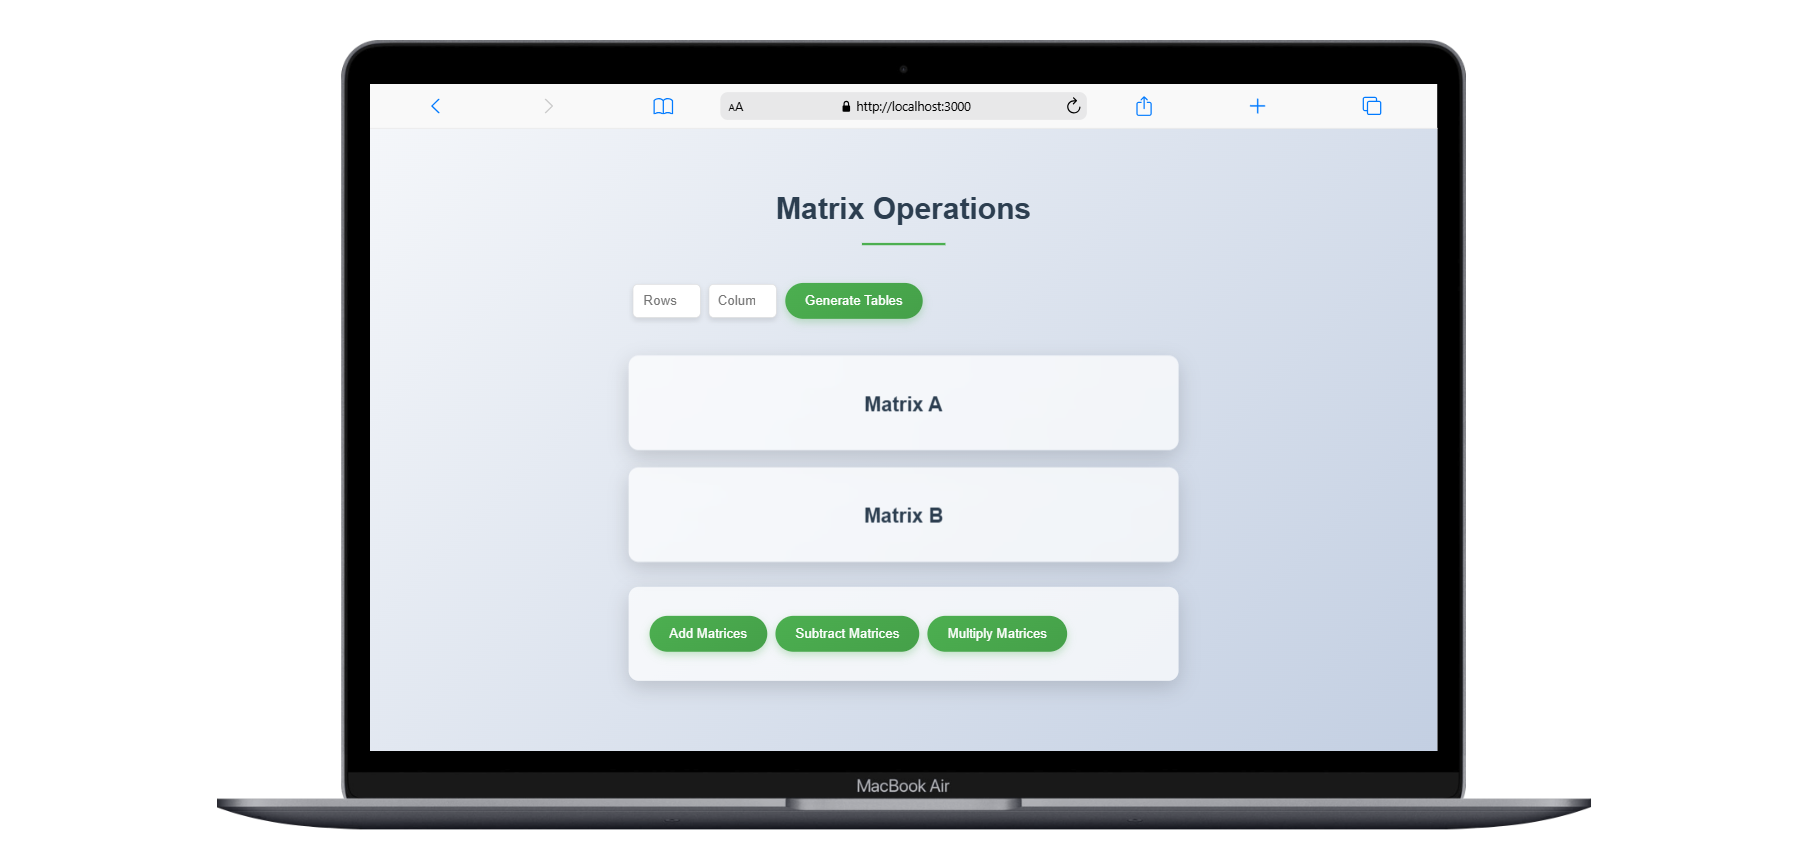 AA http://localhost:3000
Matrix Operations
Rows Colum Generate Tables
Matrix A
Matrix B
Add Matrices Subtract Matrices Multiply Matrices
MacBook Air